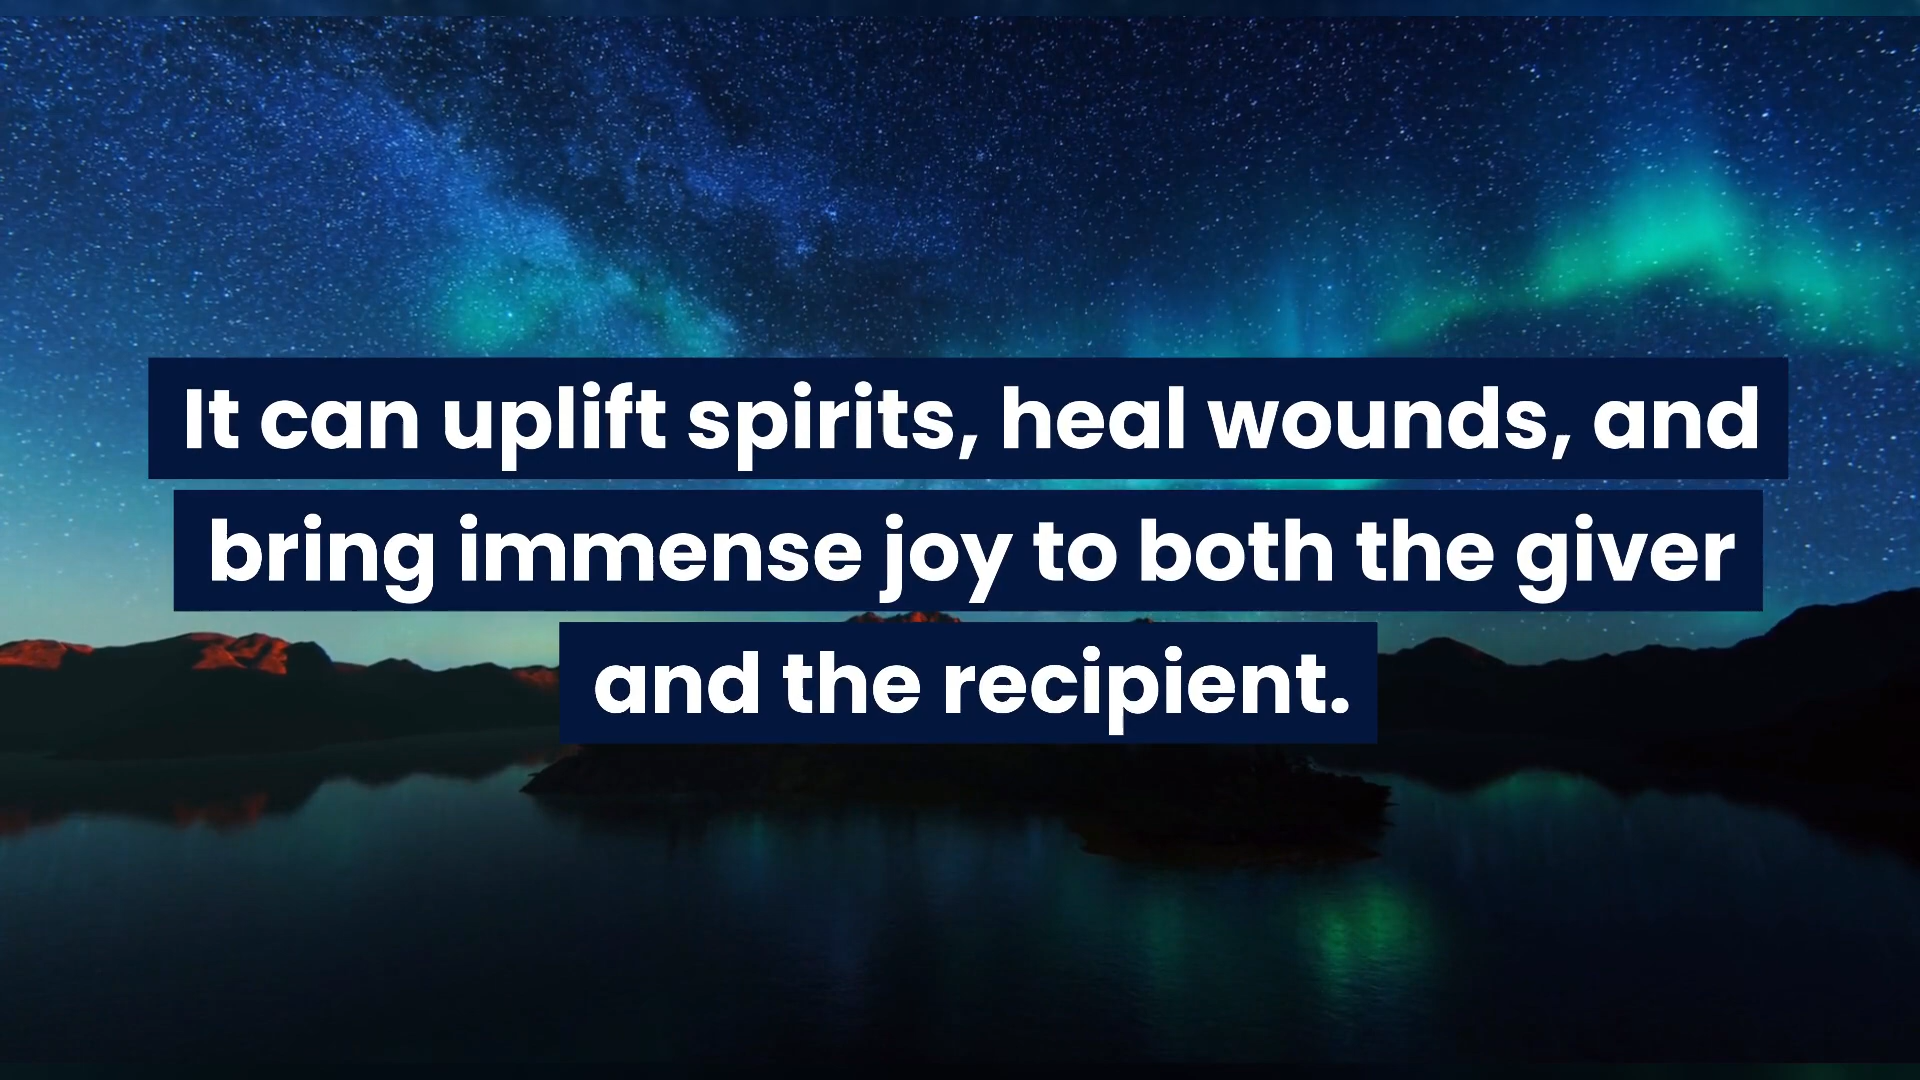 It can uplift spirits, heal wounds, and
bring immense joy to both the giver
and the recipient.